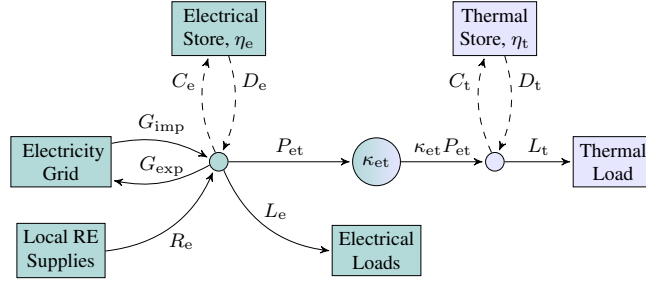 Electrical
Store, ηe
Thermal
Store, ηt
Ce
De
Ct
Dt
Gimp
Electricity
Grid
Gexp
Pet
κet
κetPet
Lt
Thermal
Load
Local RE
Supplies
Re
Le
Electrical
Loads